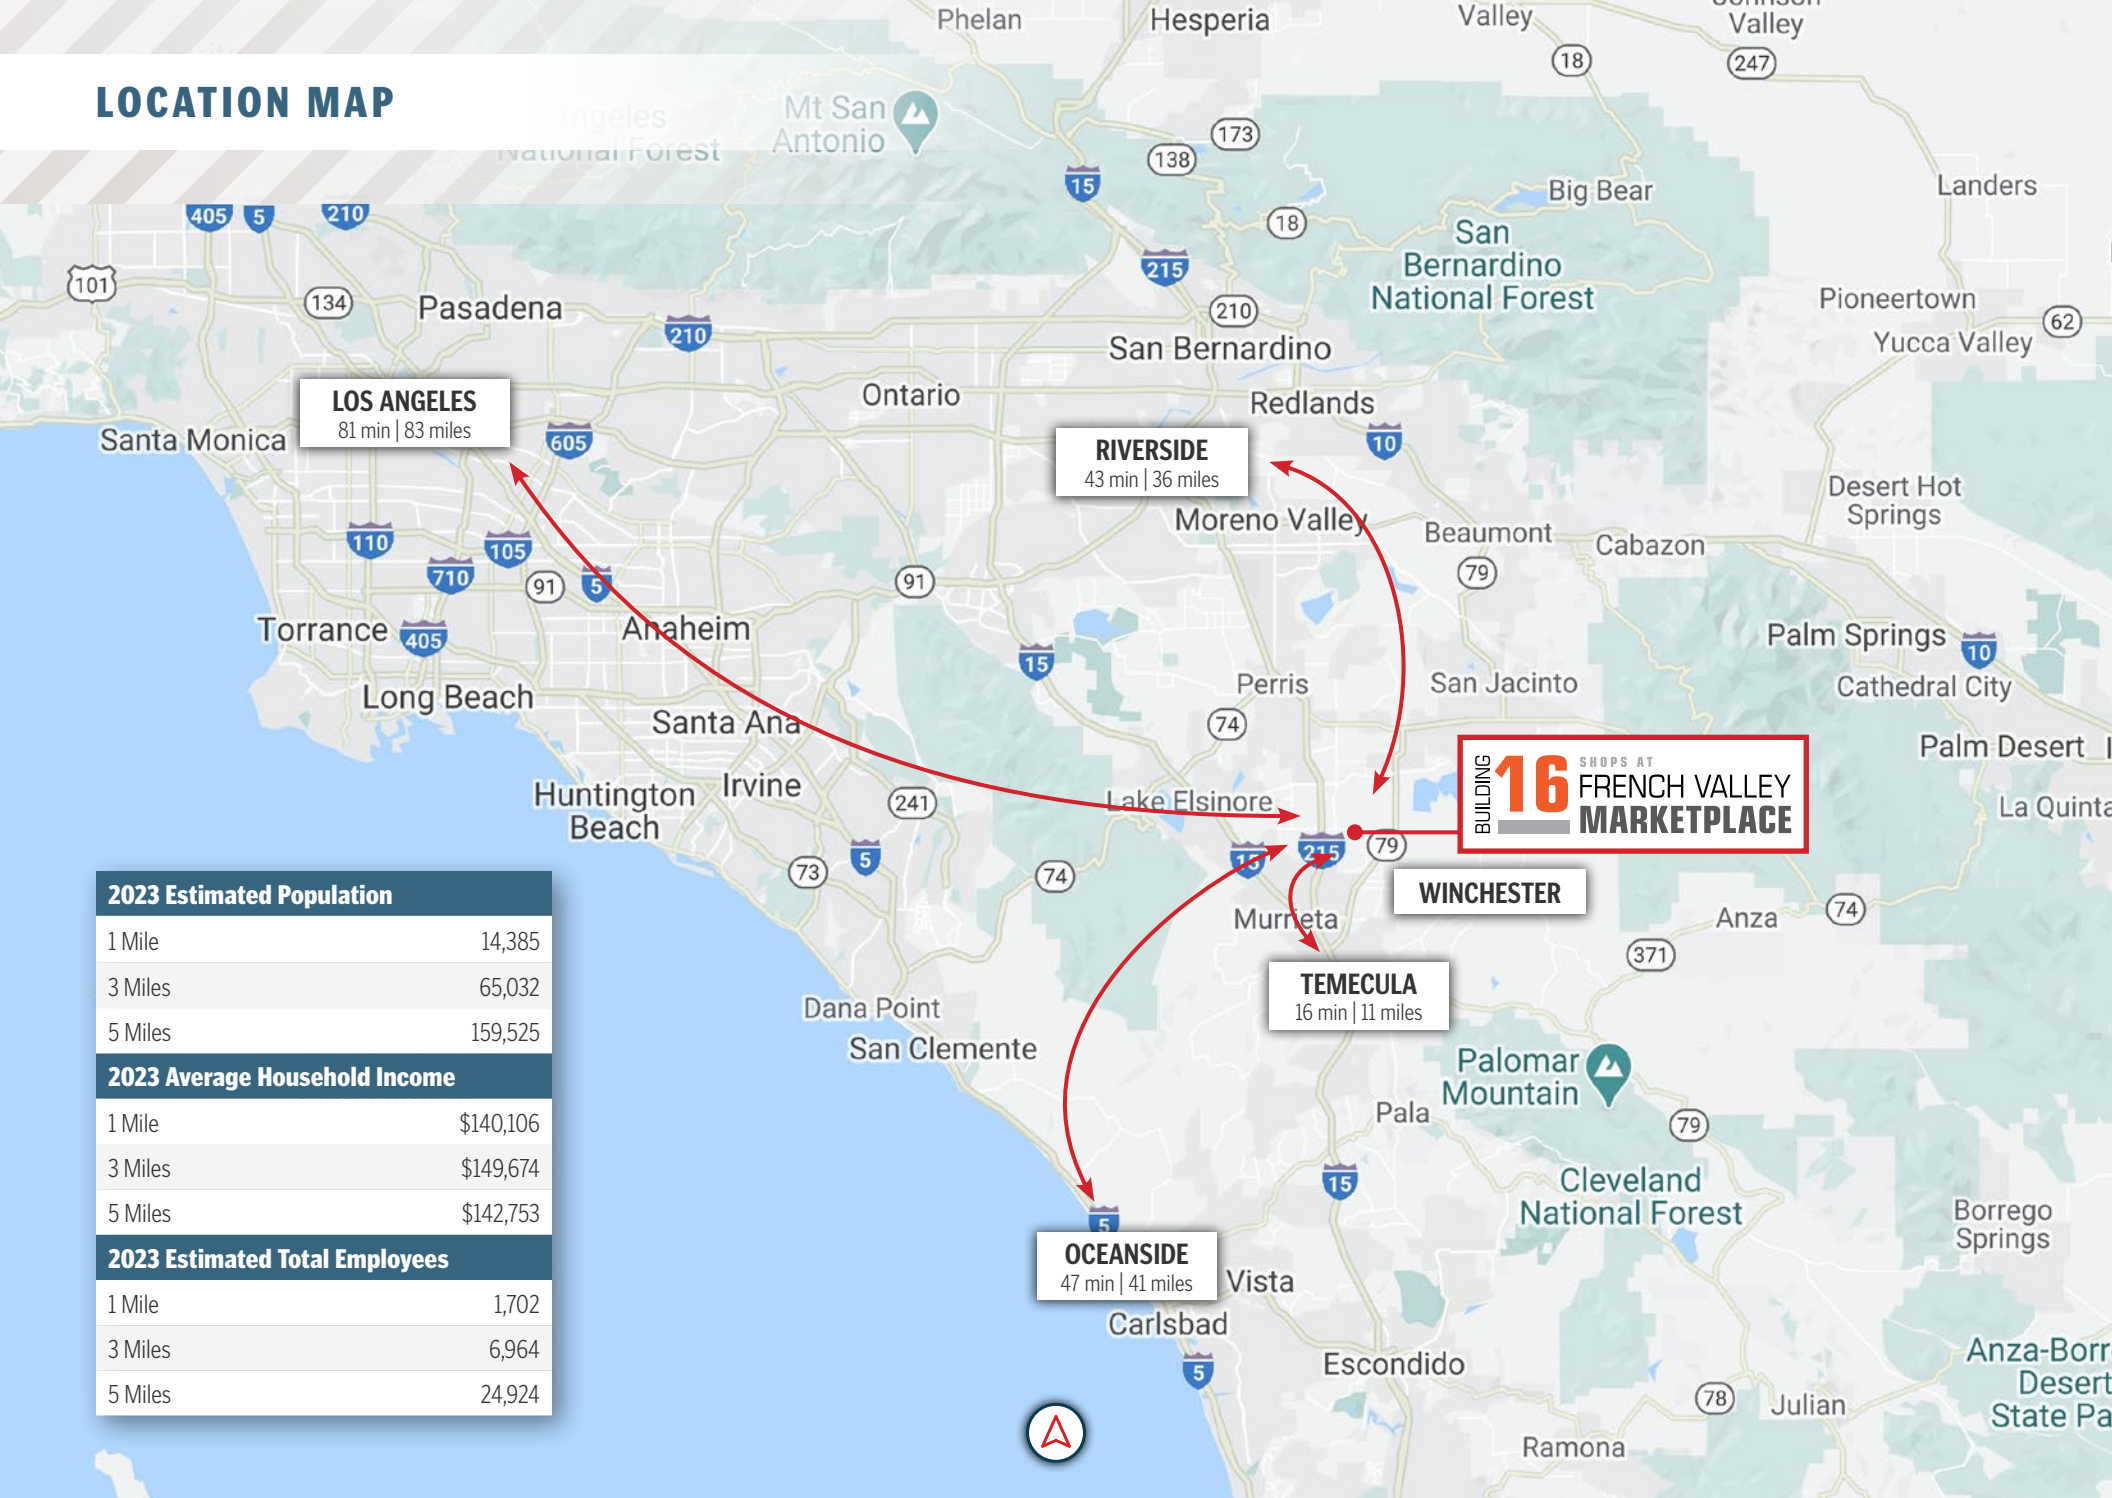 LOCATION MAP
Phelan
Hesperia
Valley
Valley
18
247
Angeles
National Forest
Mt San
Antonio
173
138
15
Big Bear
Landers
405
5
210
18
San
Bernardino
National Forest
215
101
134
Pasadena
210
210
Pioneertown
62
Yucca Valley
San Bernardino
LOS ANGELES
81 min | 83 miles
Ontario
Redlands
Santa Monica
605
RIVERSIDE
43 min | 36 miles
10
Desert Hot
Springs
Moreno Valley
Beaumont
Cabazon
110
105
710
91
5
91
79
Torrance
405
Anaheim
15
Palm Springs
10
Long Beach
Perris
San Jacinto
Cathedral City
Santa Ana
74
Palm Desert
Huntington
Beach
Irvine
241
Lake Elsinore
BUILDING
16
SHOPS AT
FRENCH VALLEY
MARKETPLACE
La Quinta
15
215
79
73
5
74
WINCHESTER
Murrieta
Anza
74
371
TEMECULA
16 min | 11 miles
Dana Point
San Clemente
Palomar
Mountain
Pala
79
15
Cleveland
National Forest
Borrego
Springs
5
OCEANSIDE
47 min | 41 miles
Vista
Carlsbad
5
Escondido
78
Julian
Anza-Borr
Desert
State Pa
Ramona
2023 Estimated Population
1 Mile 14,385
3 Miles 65,032
5 Miles 159,525
2023 Average Household Income
1 Mile $140,106
3 Miles $149,674
5 Miles $142,753
2023 Estimated Total Employees
1 Mile 1,702
3 Miles 6,964
5 Miles 24,924